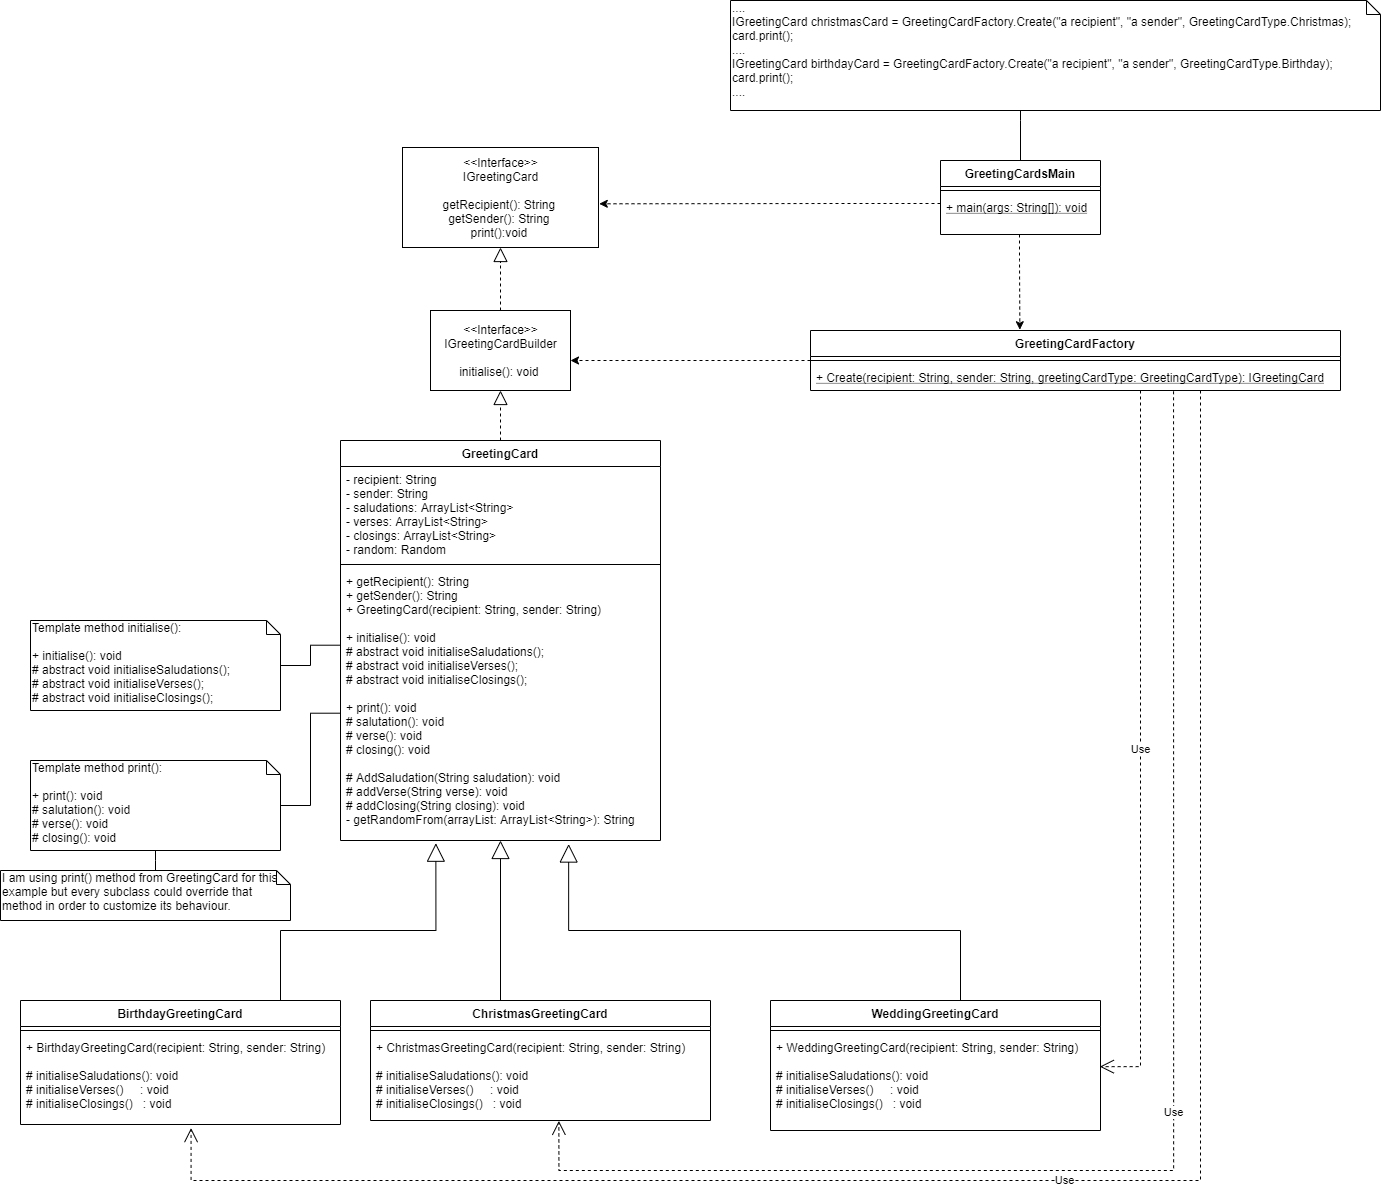 ....
IGreetingCard christmasCard = GreetingCardFactory.Create("a recipient", "a sender", GreetingCardType.Christmas);
card.print();
....
IGreetingCard birthdayCard = GreetingCardFactory.Create("a recipient", "a sender", GreetingCardType.Birthday);
card.print();
....
<<Interface>>
IGreetingCard
getRecipient(): String
getSender(): String
print():void
GreetingCardsMain
+ main(args: String[]): void
<<Interface>>
IGreetingCardBuilder
initialise(): void
GreetingCardFactory
+ Create(recipient: String, sender: String, greetingCardType: GreetingCardType): IGreetingCard
GreetingCard
- recipient: String
- sender: String
- saludations: ArrayList<String>
- verses: ArrayList<String>
- closings: ArrayList<String>
- random: Random
+ getRecipient(): String
+ getSender(): String
+ GreetingCard(recipient: String, sender: String)
+ initialise(): void
# abstract void initialiseSaludations();
# abstract void initialiseVerses();
# abstract void initialiseClosings();
+ print(): void
# salutation(): void
# verse(): void
# closing(): void
# AddSaludation(String saludation): void
# addVerse(String verse): void
# addClosing(String closing): void
- getRandomFrom(arrayList: ArrayList<String>): String
Template method initialise():
+ initialise(): void
# abstract void initialiseSaludations();
# abstract void initialiseVerses();
# abstract void initialiseClosings();
Template method print():
+ print(): void
# salutation(): void
# verse(): void
# closing(): void
I am using print() method from GreetingCard for this
example but every subclass could override that
method in order to customize its behaviour.
Use
BirthdayGreetingCard
+ BirthdayGreetingCard(recipient: String, sender: String)
# initialiseSaludations(): void
# initialiseVerses()     : void
# initialiseClosings()   : void
ChristmasGreetingCard
+ ChristmasGreetingCard(recipient: String, sender: String)
# initialiseSaludations(): void
# initialiseVerses()     : void
# initialiseClosings()   : void
WeddingGreetingCard
+ WeddingGreetingCard(recipient: String, sender: String)
# initialiseSaludations(): void
# initialiseVerses()     : void
# initialiseClosings()   : void
Use
Use